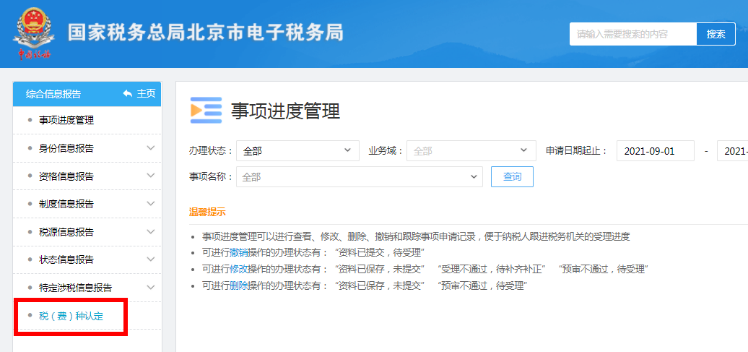 国家税务总局北京市电子税务局
请输入需要搜索的内容 搜索
综合信息报告 主页
事项进度管理
身份信息报告
资格信息报告
制度信息报告
税源信息报告
状态信息报告
特定涉税信息报告
税（费）种认定
事项进度管理
办理状态： 全部 业务域： 全部 申请日期起止： 2021-09-01 - 2021-
事项名称： 全部 查询
温馨提示
事项进度管理可以进行查看、修改、删除、撤销和跟踪事项申请记录，便于纳税人跟进税务机关的受理进度
可进行撤销操作的办理状态有：“资料已提交，待受理”
可进行修改操作的办理状态有：“资料已保存，未提交” “受理不通过，待补齐补正” “预审不通过，待受理”
可进行删除操作的办理状态有：“资料已保存，未提交” “预审不通过，待受理”